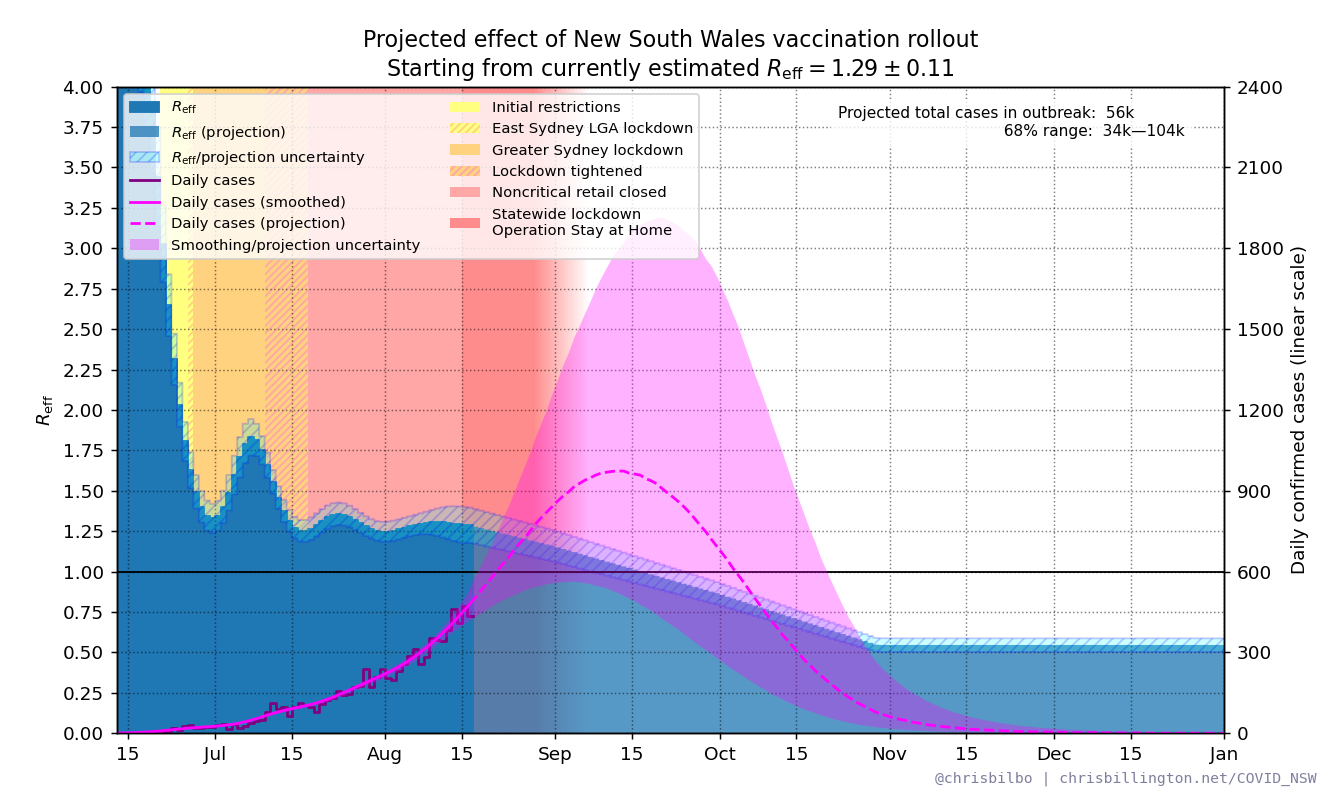 Projected effect of New South Wales vaccination rollout
Starting from currently estimated R_eff = 1.29 ± 0.11
4.00
3.75
3.50
3.25
3.00
2.75
2.50
2.25
2.00
1.75
1.50
1.25
1.00
0.75
0.50
0.25
0.00
R_eff
R_eff
R_eff (projection)
R_eff/projection uncertainty
Daily cases
Daily cases (smoothed)
Daily cases (projection)
Smoothing/projection uncertainty
Initial restrictions
East Sydney LGA lockdown
Greater Sydney lockdown
Lockdown tightened
Noncritical retail closed
Statewide lockdown
Operation Stay at Home
Projected total cases in outbreak: 56k
68% range: 34k—104k
2400
2100
1800
1500
1200
900
600
300
0
Daily confirmed cases (linear scale)
15 Jul 15 Aug 15 Sep 15 Oct 15 Nov 15 Dec 15 Jan
@chrisbilbo | chrisbillington.net/COVID_NSW